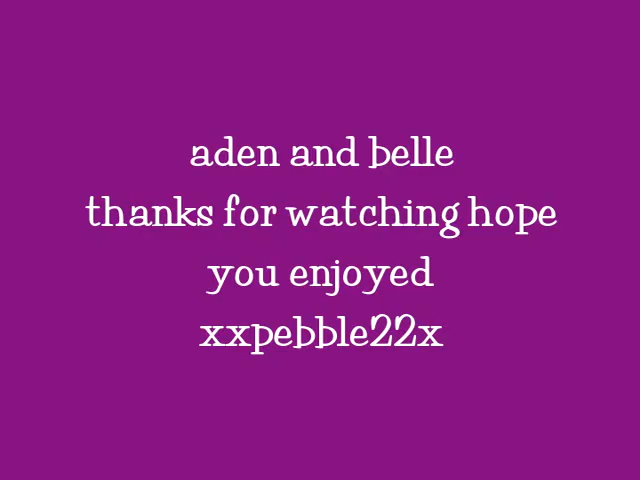 aden and belle
thanks for watching hope
you enjoyed
xxpebble22x